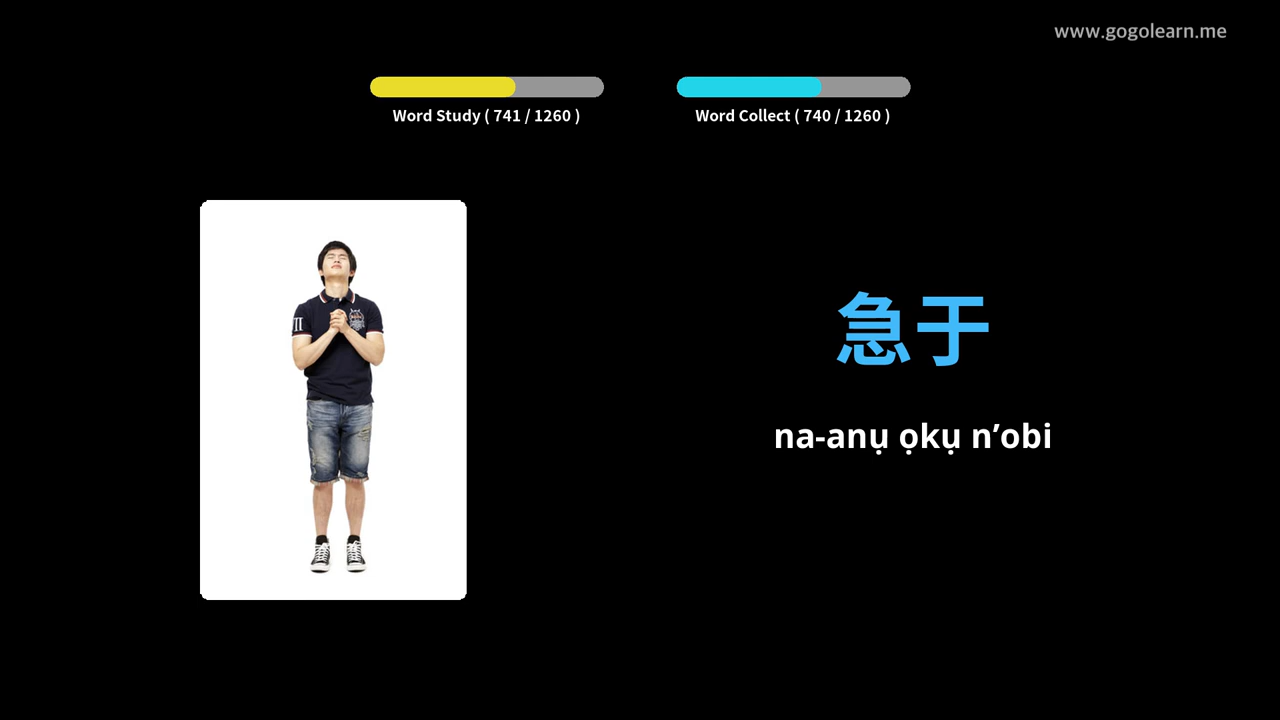 www.gogolearn.me
Word Study ( 741 / 1260 )
Word Collect ( 740 / 1260 )
急于
na-anụ ọkụ n’obi